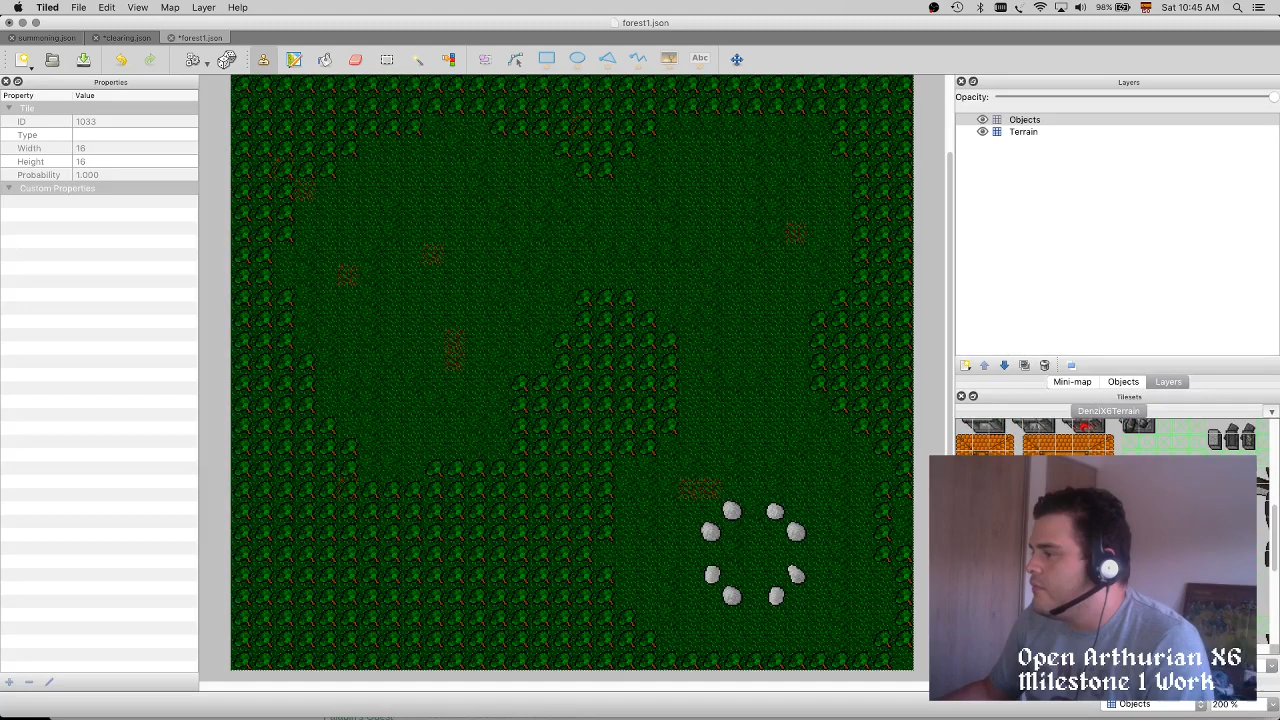 Tiled File Edit View Map Layer Help
98% Sat 10:45 AM
forest1.json
summoning.json *clearing.json *forest1.json
Abc
Properties
Property Value
Tile
ID 1033
Type
Width 16
Height 16
Probability 1.000
Custom Properties
Layers
Opacity:
Objects
Terrain
Mini-map Objects Layers
Tilesets
DenziX6Terrain
Open Arthurian X6
Milestone 1 Work
Objects 200 %